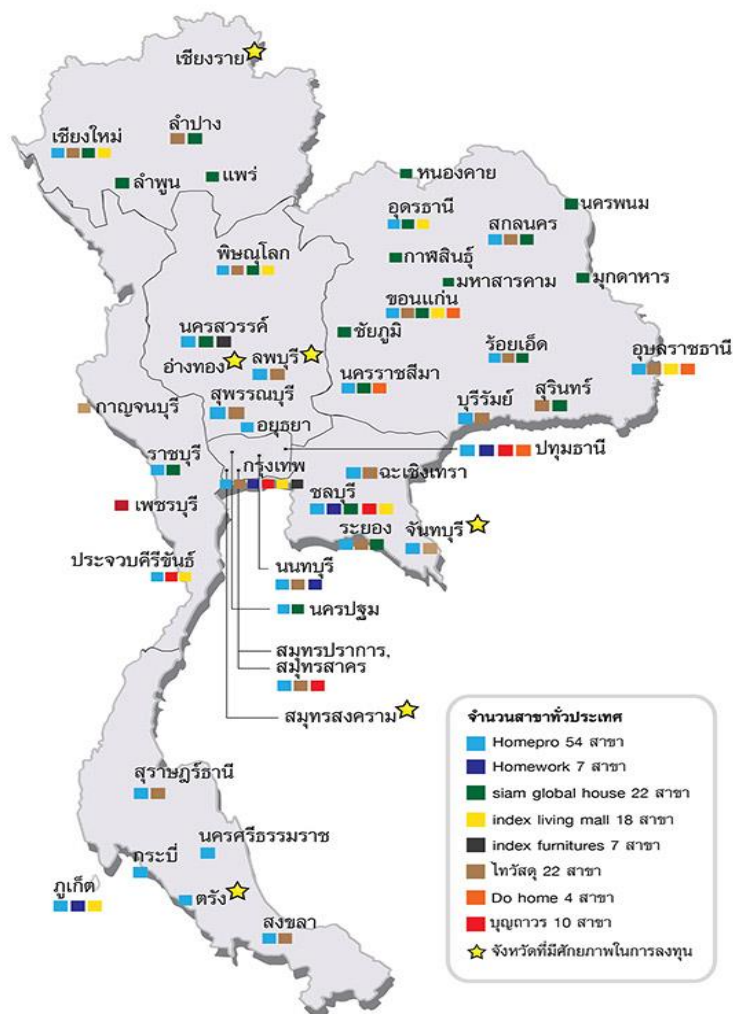 เชียงราย
ลำปาง
เชียงใหม่
แพร่
ลำพูน
หนองคาย
นครพนม
อุดรธานี
สกลนคร
กาฬสินธุ์
พิษณุโลก
มหาสารคาม
มุกดาหาร
ขอนแก่น
นครสวรรค์
ชัยภูมิ
ร้อยเอ็ด
อุบลราชธานี
อ่างทอง
ลพบุรี
นครราชสีมา
สุรินทร์
สุพรรณบุรี
บุรีรัมย์
กาญจนบุรี
อยุธยา
ปทุมธานี
ราชบุรี
กรุงเทพ
ฉะเชิงเทรา
ชลบุรี
เพชรบุรี
ระยอง
จันทบุรี
ประจวบคีรีขันธ์
นนทบุรี
นครปฐม
สมุทรปราการ,
สมุทรสาคร
สมุทรสงคราม
สุราษฎร์ธานี
นครศรีธรรมราช
กระบี่
ภูเก็ต
ตรัง
สงขลา
จำนวนสาขาทั่วประเทศ
Homepro 54 สาขา
Homework 7 สาขา
siam global house 22 สาขา
index living mall 18 สาขา
index furnitures 7 สาขา
ไทวัสดุ 22 สาขา
Do home 4 สาขา
บุญถาวร 10 สาขา
จังหวัดที่มีศักยภาพในการลงทุน